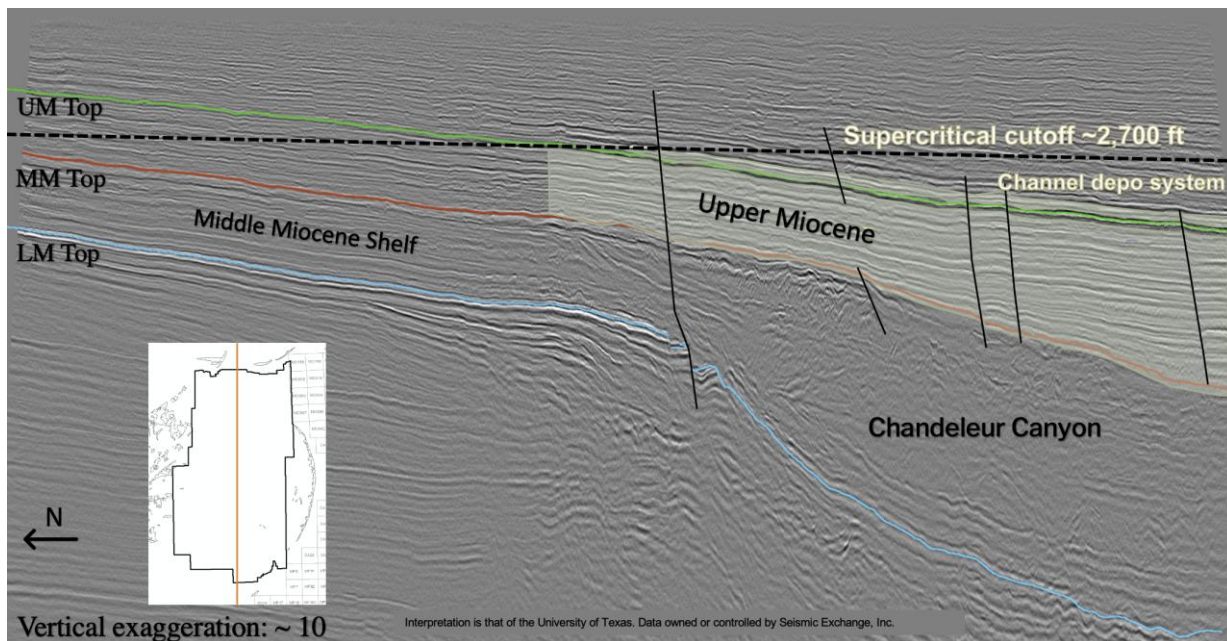 UM Top
Supercritical cutoff ~2,700 ft
MM Top
Channel depo system
Upper Miocene
Middle Miocene Shelf
LM Top
Chandeleur Canyon
N
Vertical exaggeration: ~ 10
Interpretation is that of the University of Texas. Data owned or controlled by Seismic Exchange, Inc.